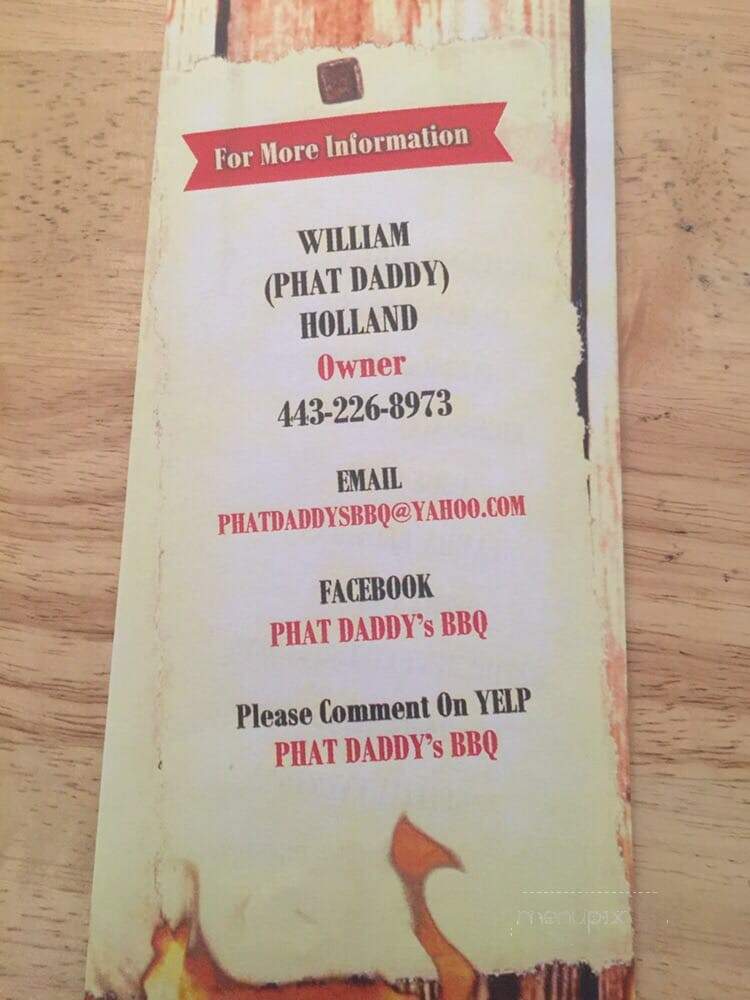 For More Information
WILLIAM
(PHAT DADDY)
HOLLAND
Owner
443-226-8973
EMAIL
PHATDADDYSBBQ@YAHOO.COM
FACEBOOK
PHAT DADDY's BBQ
Please Comment On YELP
PHAT DADDY's BBQ
menupix